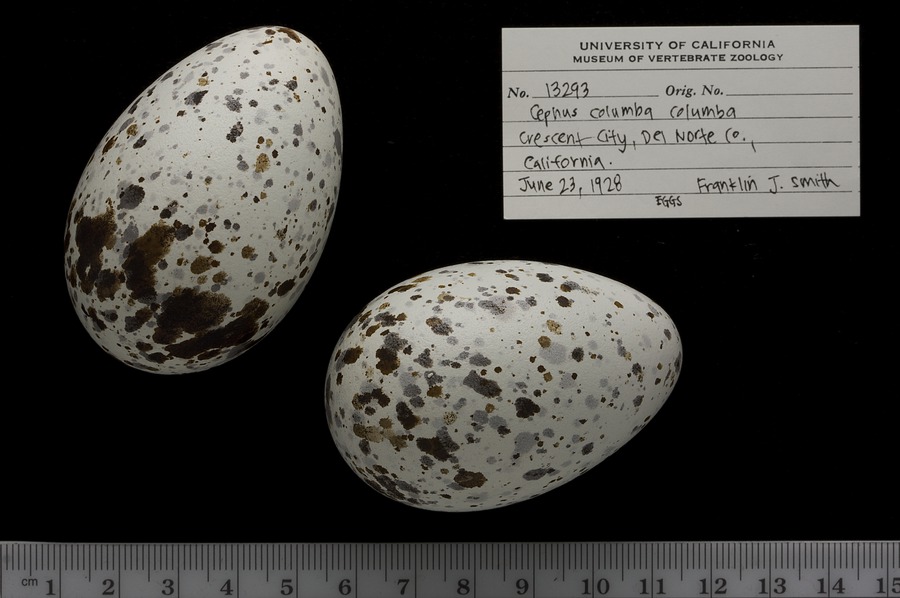 UNIVERSITY OF CALIFORNIA
MUSEUM OF VERTEBRATE ZOOLOGY
No. 13293 Orig. No.
Cephus columba columba
Crescent City, Del Norte Co.,
California.
June 23, 1928 Franklin J. Smith
EGGS
cm 1 2 3 4 5 6 7 8 9 10 11 12 13 14 15